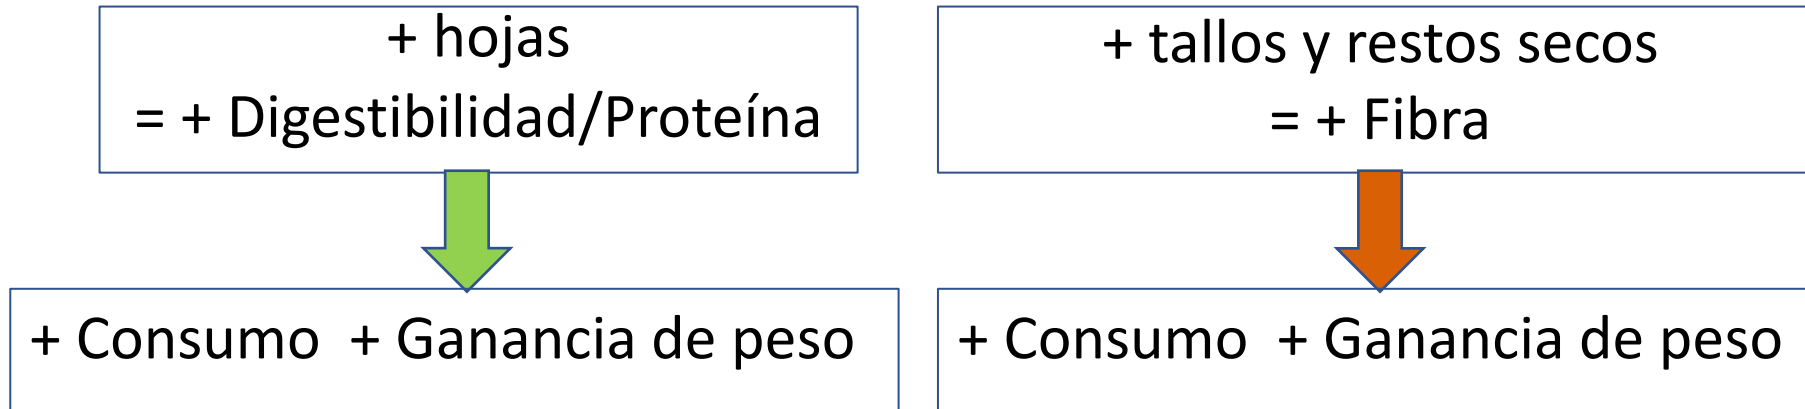 + hojas
= + Digestibilidad/Proteína
+ tallos y restos secos
= + Fibra
+ Consumo + Ganancia de peso
+ Consumo + Ganancia de peso